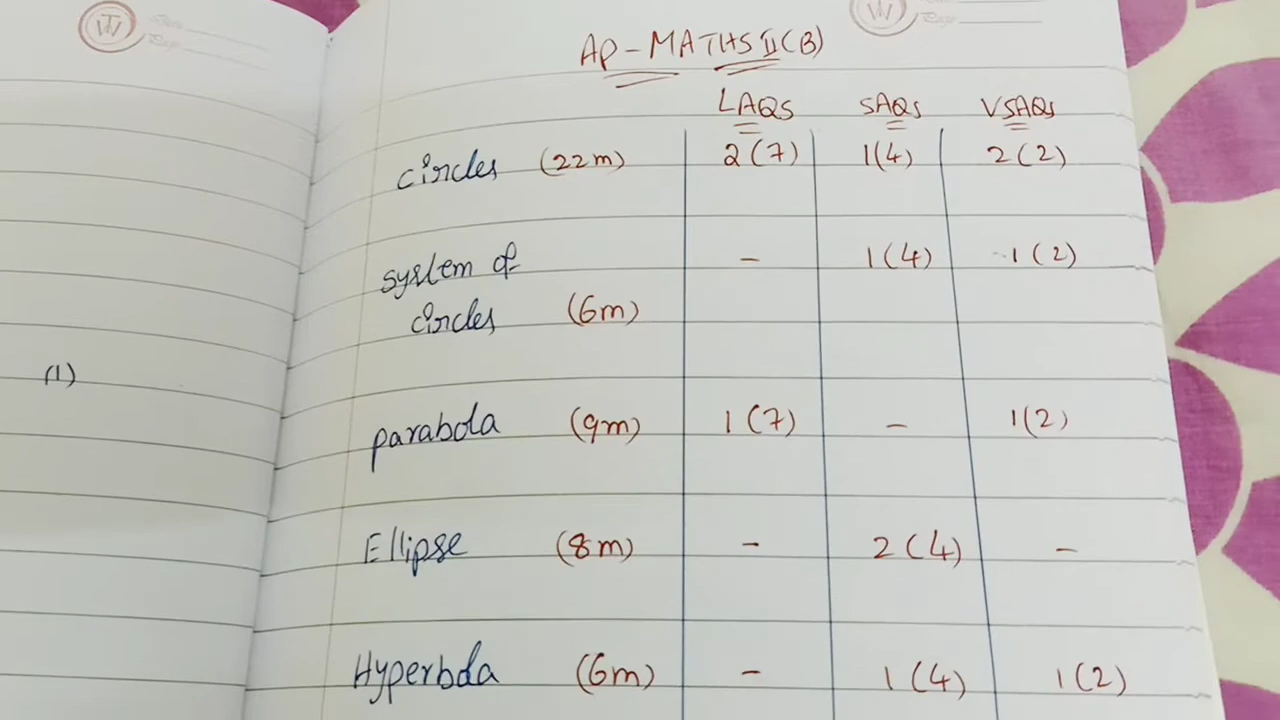 AP-MATHS II(B)
LAQS SAQS VSAQS
circles (22m) 2(7) 1(4) 2(2)
system of - 1(4) 1(2)
circles (6m)
(1)
parabola (9m) 1(7) - 1(2)
Ellipse (8m) - 2(4) -
Hyperbola (6m) - 1(4) 1(2)